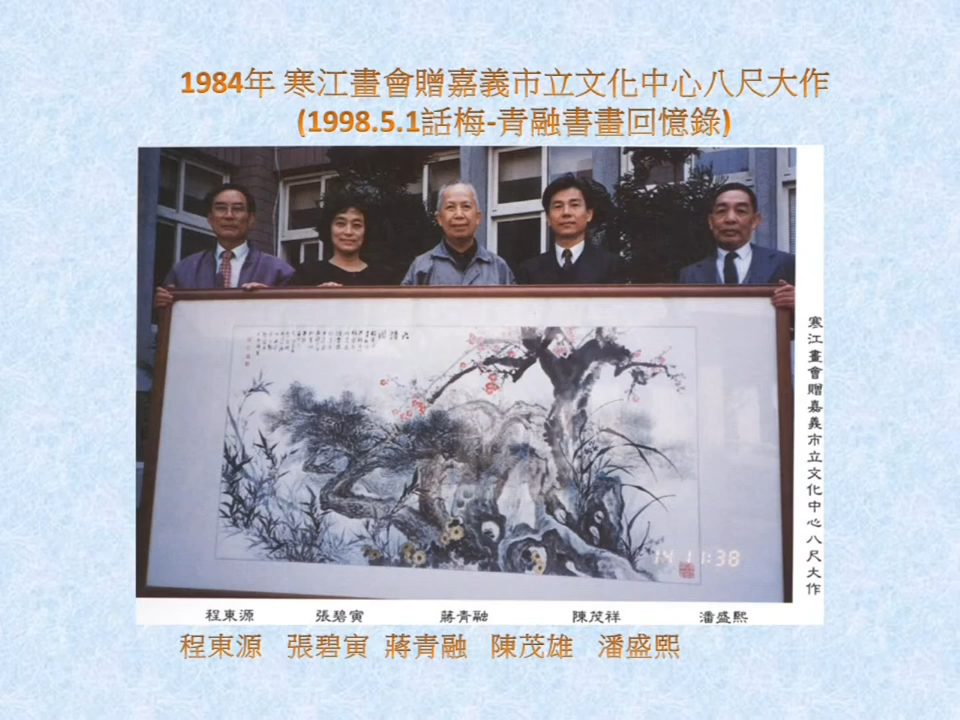 1984年 寒江畫會贈嘉義市立文化中心八尺大作
(1998.5.1話梅-青融書畫回憶錄)
寒江畫會贈嘉義市立文化中心八尺大作
14 11:38
程東源 張碧寅 蔣青融 陳茂祥 潘盛熙
程東源 張碧寅 蔣青融 陳茂雄 潘盛熙